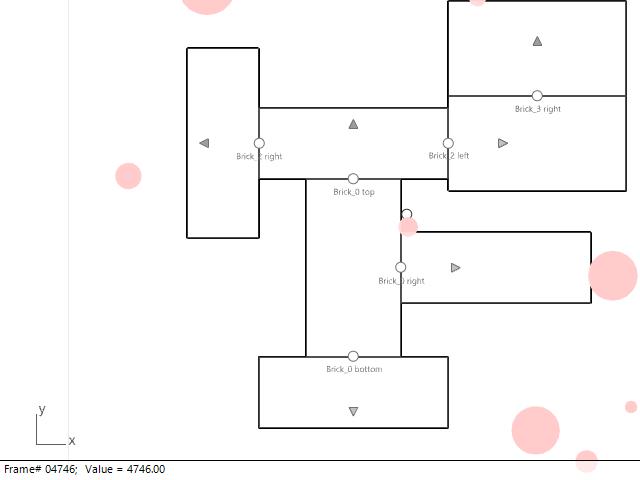 Brick_3 right
Brick_2 right
Brick_2 left
Brick_0 top
Brick_0 right
Brick_0 bottom
y
x
Frame# 04746; Value = 4746.00